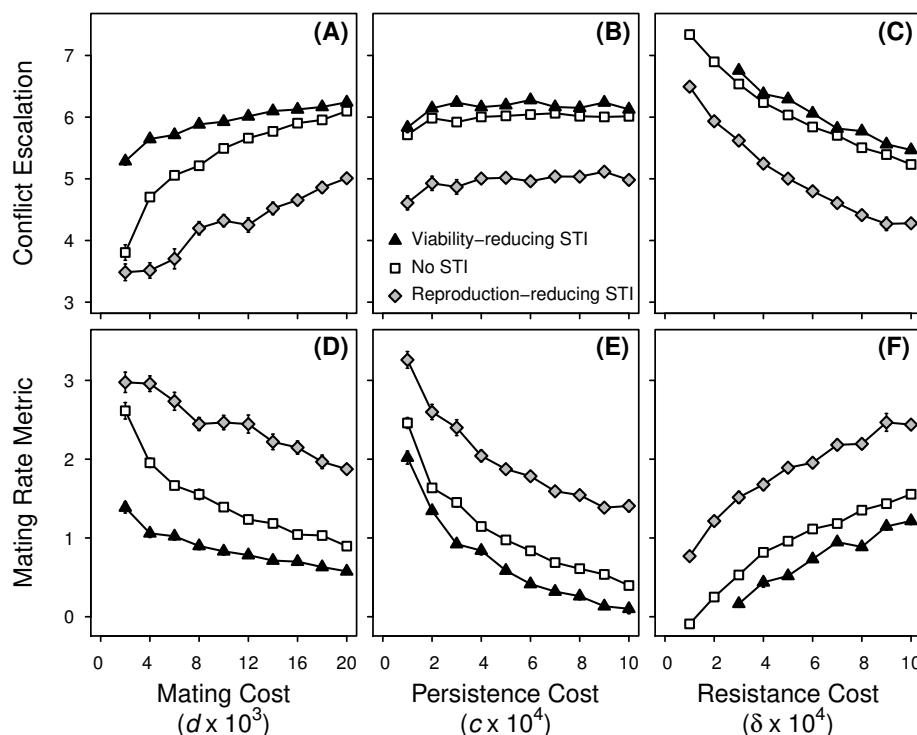 (A)
(B)
(C)
Conflict Escalation
7
6
5
4
3
Viability−reducing STI
No STI
Reproduction−reducing STI
(D)
(E)
(F)
Mating Rate Metric
3
2
1
0
0 4 8 12 16 20
0 2 4 6 8 10
0 2 4 6 8 10
Mating Cost
(d x 10³)
Persistence Cost
(c x 10⁴)
Resistance Cost
(δ x 10⁴)